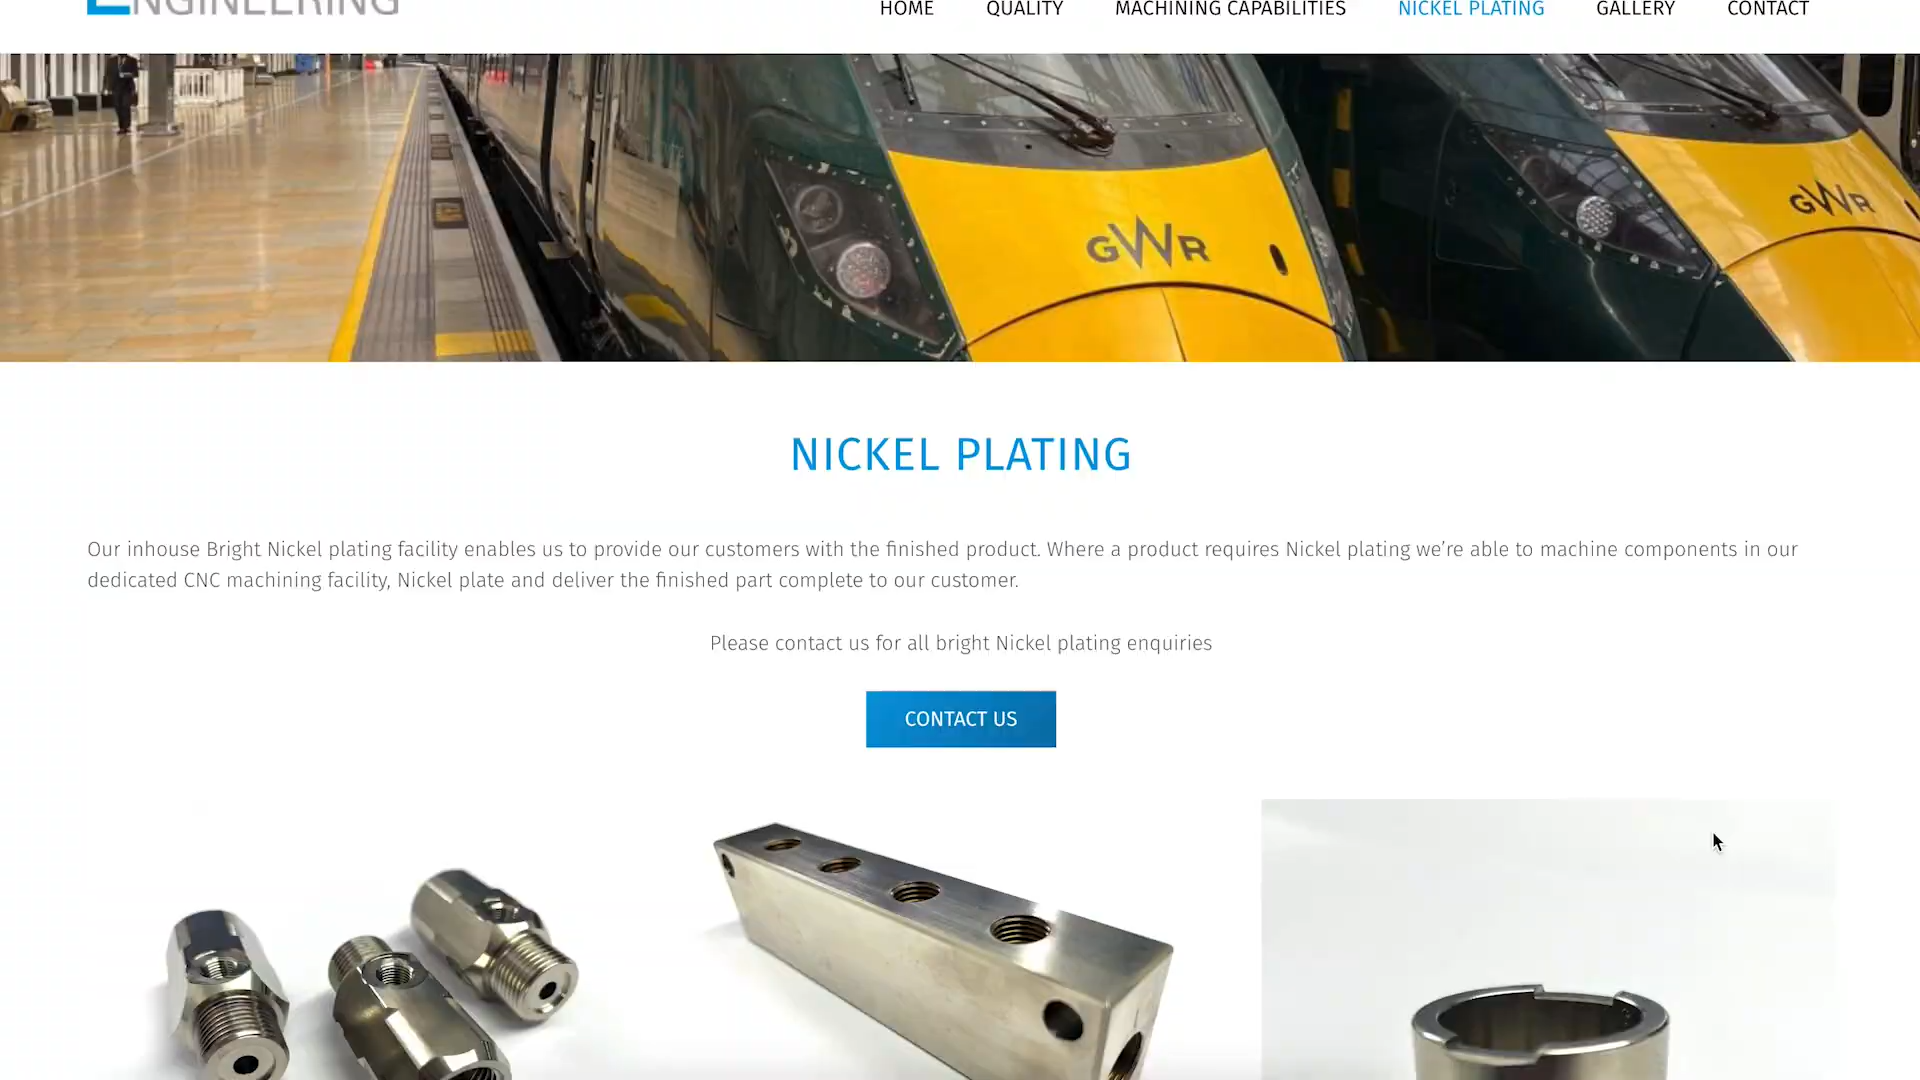 ENGINEERING
HOME QUALITY MACHINING CAPABILITIES NICKEL PLATING GALLERY CONTACT
GWR GWR
NICKEL PLATING
Our inhouse Bright Nickel plating facility enables us to provide our customers with the finished product. Where a product requires Nickel plating we’re able to machine components in our
dedicated CNC machining facility, Nickel plate and deliver the finished part complete to our customer.
Please contact us for all bright Nickel plating enquiries
CONTACT US